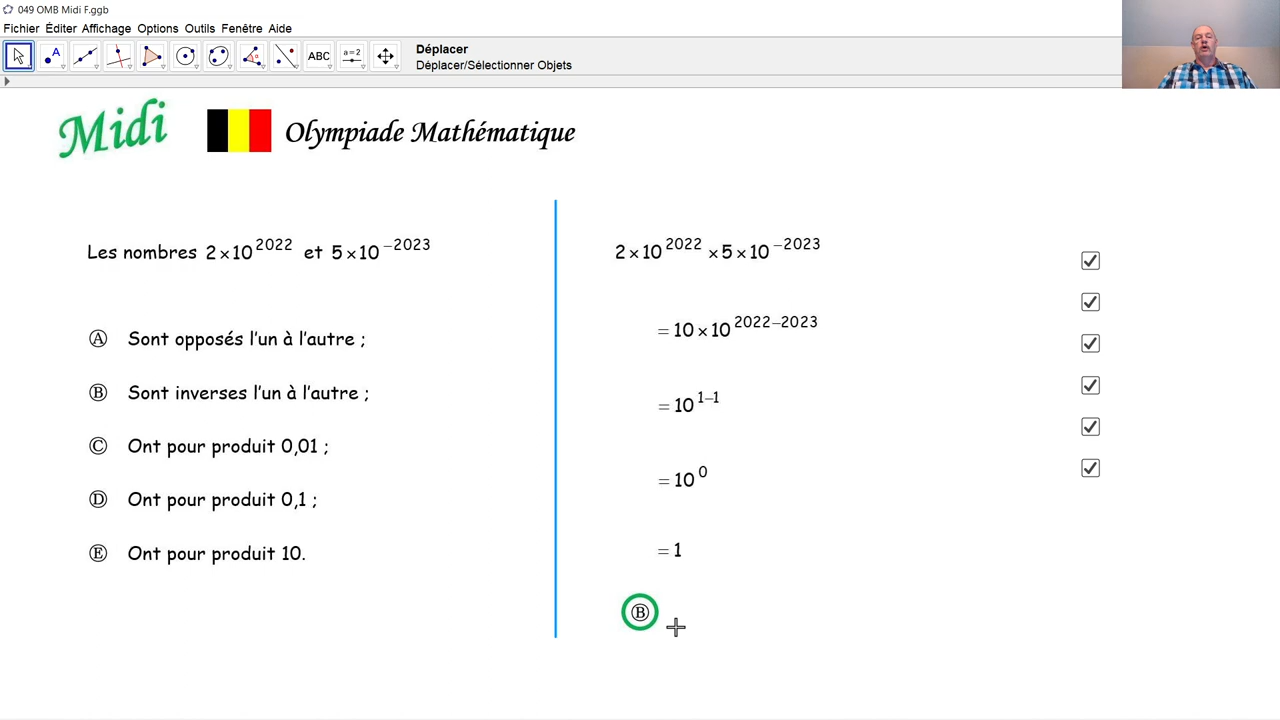 049 OMB Midi F.ggb
Fichier Éditer Affichage Options Outils Fenêtre Aide
A ABC a=2 Déplacer
Déplacer/Sélectionner Objets
Midi Olympiade Mathématique
Les nombres 2×10^2022 et 5×10^−2023
Ⓐ Sont opposés l'un à l'autre ;
Ⓑ Sont inverses l'un à l'autre ;
Ⓒ Ont pour produit 0,01 ;
Ⓓ Ont pour produit 0,1 ;
Ⓔ Ont pour produit 10.
2×10^2022 ×5×10^−2023
= 10×10^2022−2023
= 10^1−1
= 10^0
= 1
Ⓑ